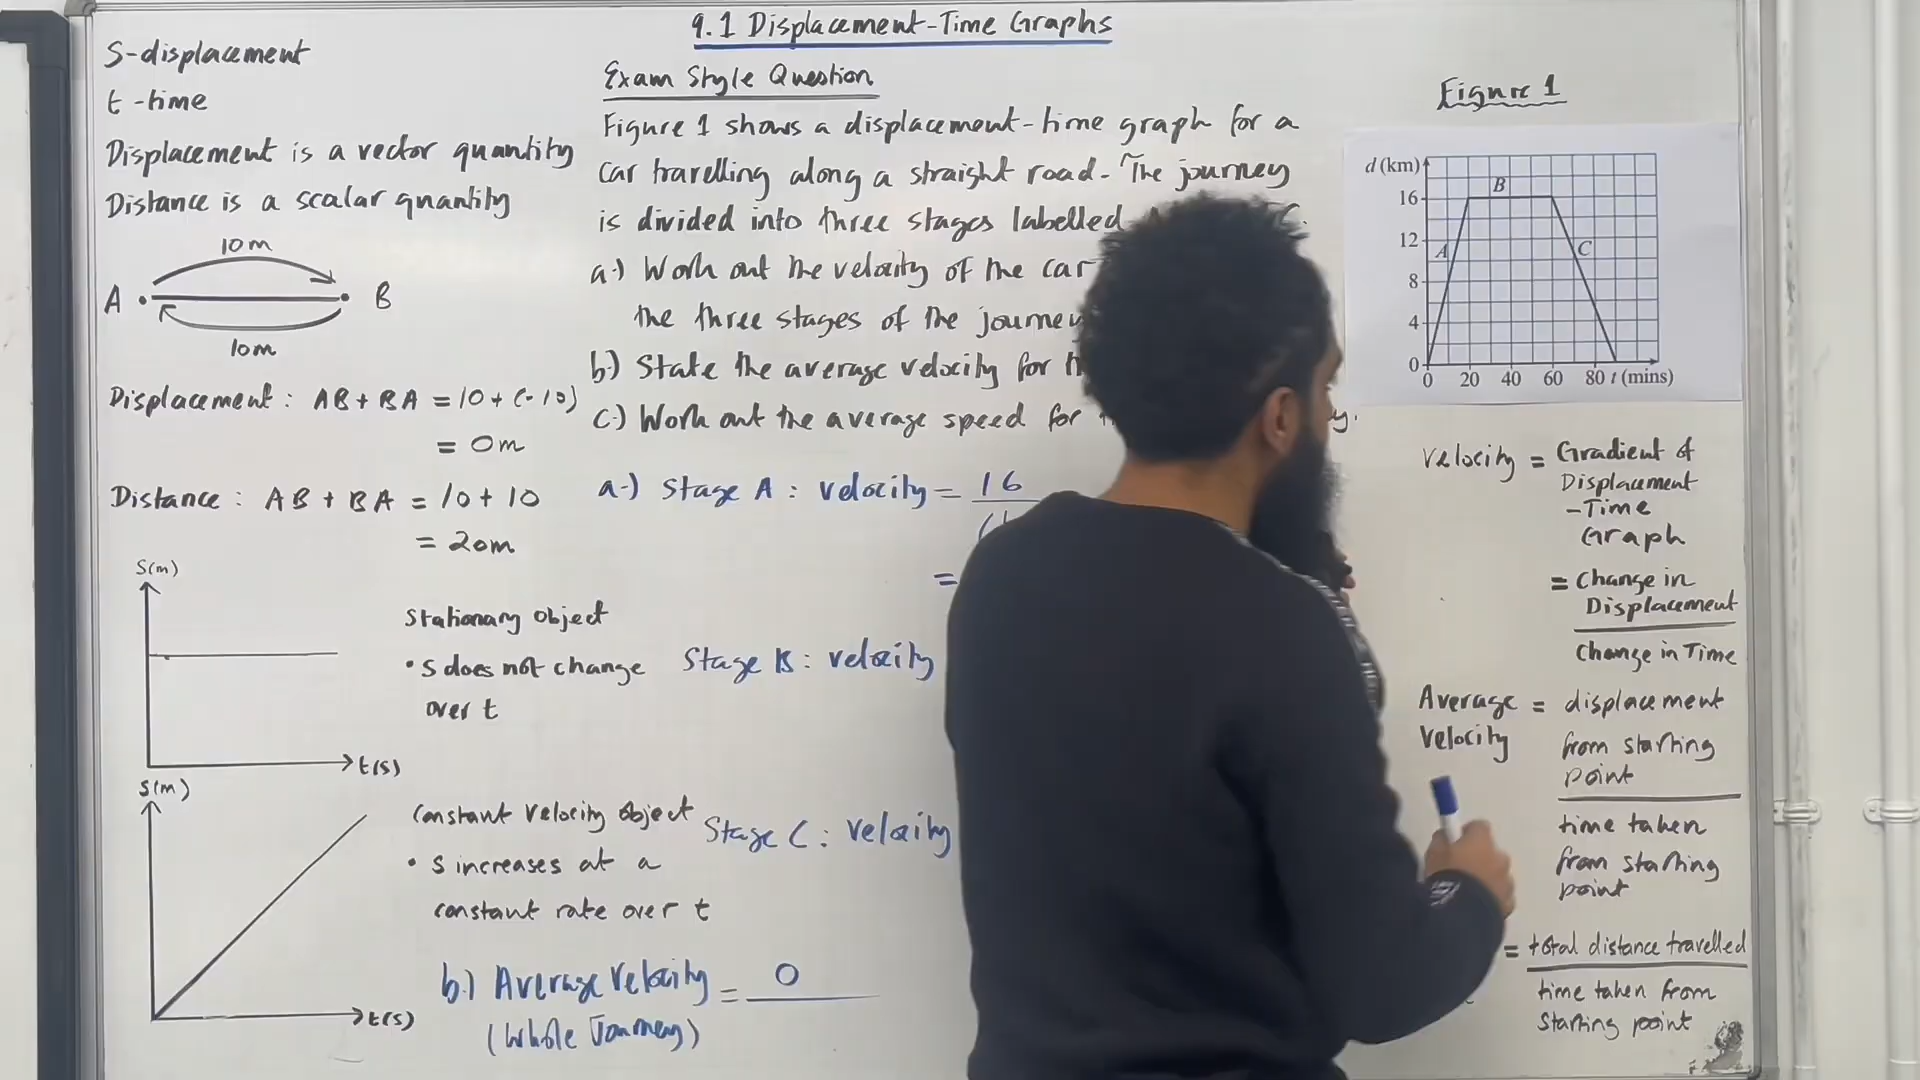 9.1 Displacement-Time Graphs
S-displacement
t-time
Displacement is a vector quantity
Distance is a scalar quantity
10m
A
B
10m
Displacement: AB + BA = 10 + (-10)
= 0m
Distance: AB + BA = 10 + 10
= 20m
S(m)
t(s)
Stationary Object
• s does not change
over t
S(m)
t(s)
Constant Velocity Object
• s increases at a
constant rate over t
Exam Style Question
Figure 1 shows a displacement-time graph for a
car travelling along a straight road. The journey
is divided into three stages labelled
a.) Work out the velocity of the car
the three stages of the journey
b.) State the average velocity for
c.) Work out the average speed for
a.) Stage A: velocity = 16
=
Stage B: velocity
Stage C: velocity
b.) Average Velocity = 0
(Whole Journey)
Figure 1
d (km)
16
12
8
4
0
A
B
C
0 20 40 60 80 t (mins)
Velocity = Gradient of
Displacement
-Time
Graph
= Change in
Displacement
Change in Time
Average Velocity = displacement
from starting
point
time taken
from starting
point
= total distance travelled
time taken from
starting point